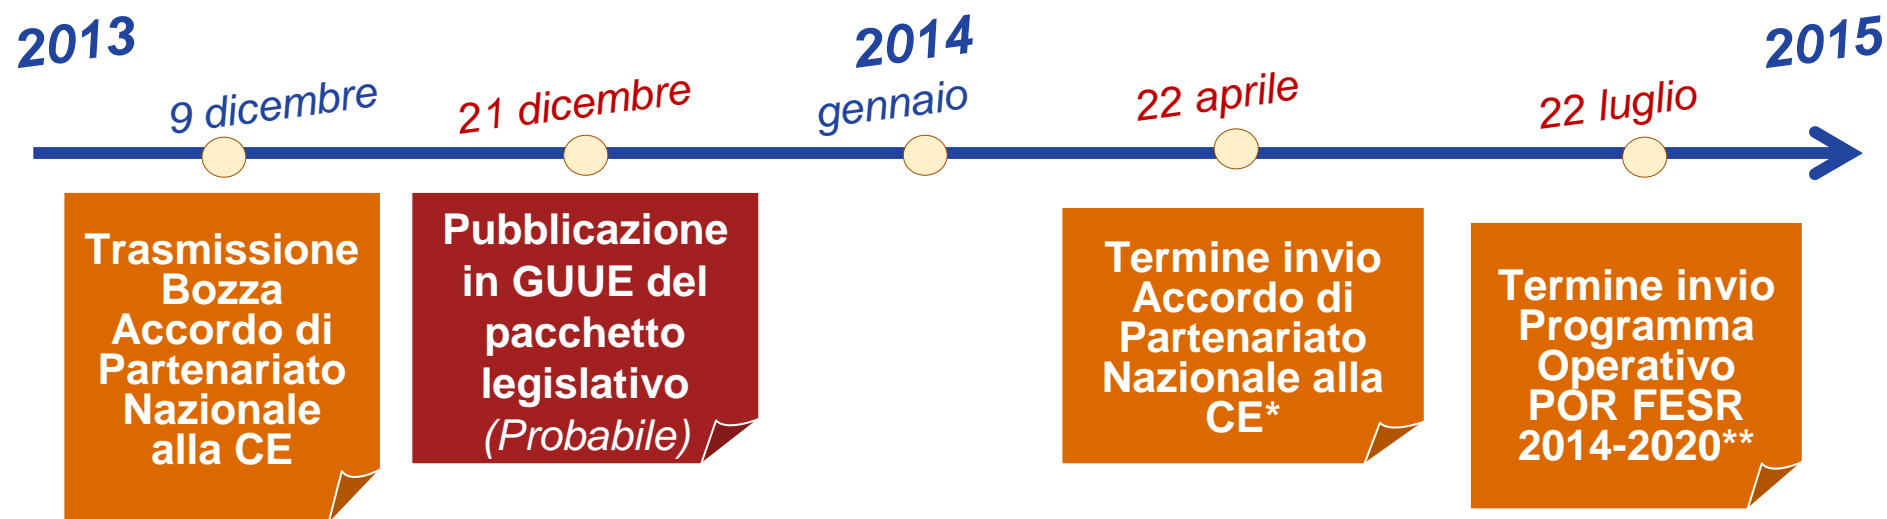 2013
2014
2015
9 dicembre
21 dicembre
gennaio
22 aprile
22 luglio
Trasmissione
Bozza
Accordo di
Partenariato
Nazionale
alla CE
Pubblicazione
in GUUE del
pacchetto
legislativo
(Probabile)
Termine invio
Accordo di
Partenariato
Nazionale alla
CE*
Termine invio
Programma
Operativo
POR FESR
2014-2020**